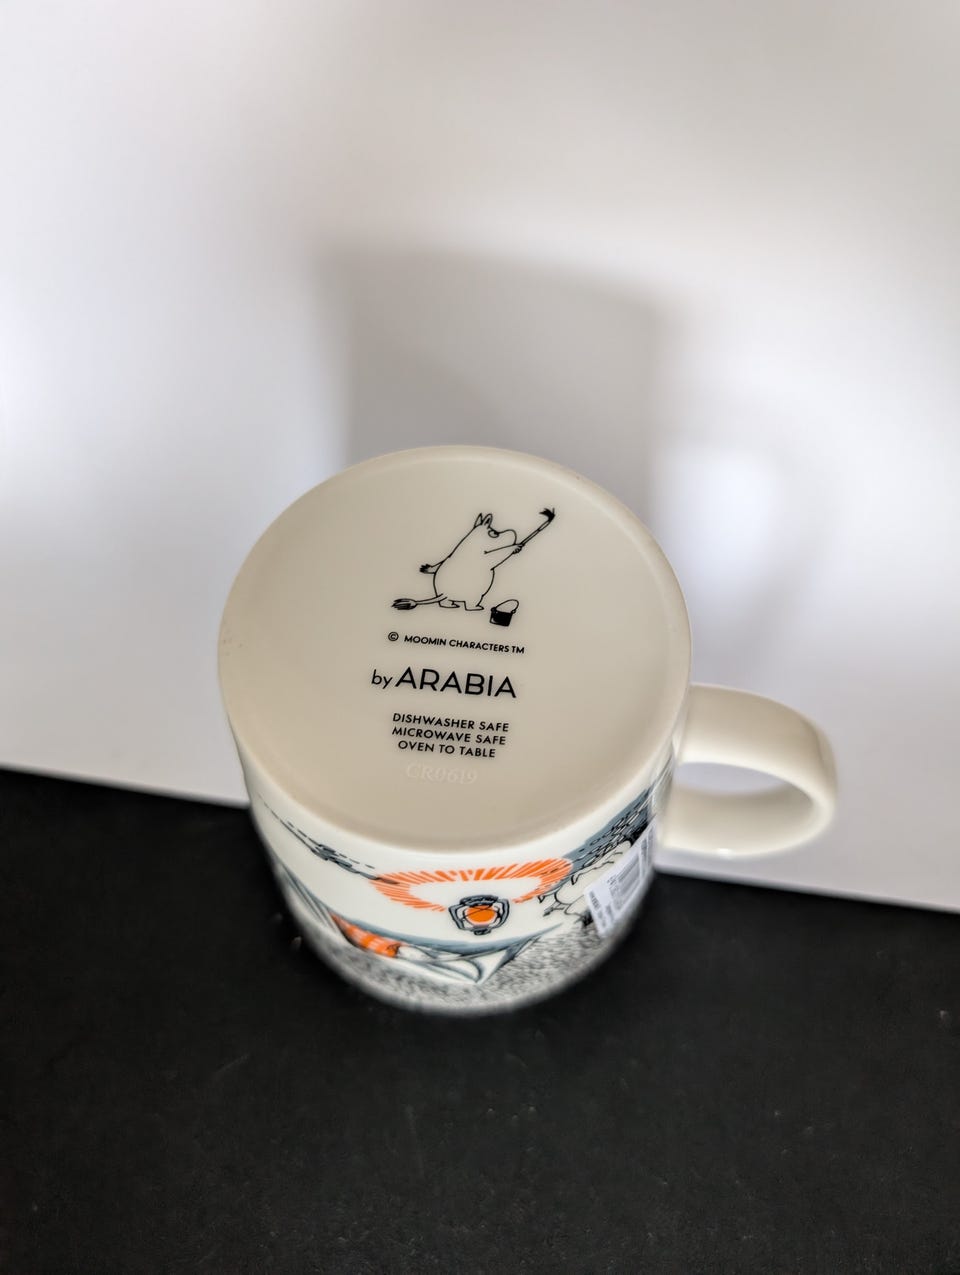 © MOOMIN CHARACTERS TM
by ARABIA
DISHWASHER SAFE
MICROWAVE SAFE
OVEN TO TABLE
CR0619